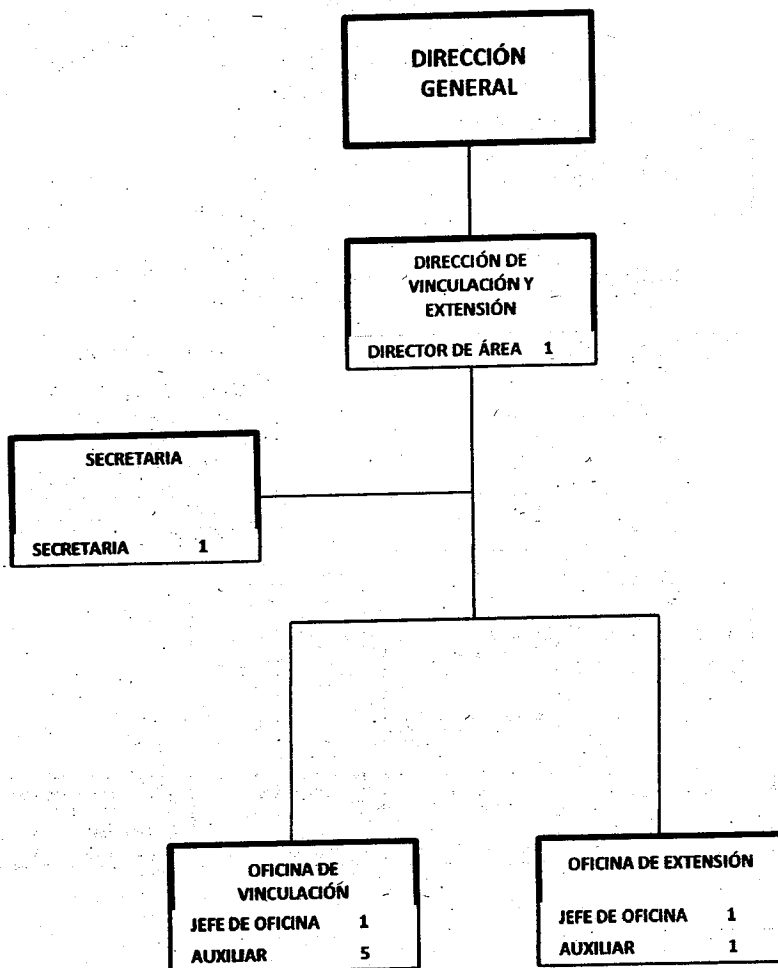 DIRECCIÓN
GENERAL
DIRECCIÓN DE
VINCULACIÓN Y
EXTENSIÓN
DIRECTOR DE ÁREA 1
SECRETARIA
SECRETARIA 1
OFICINA DE
VINCULACIÓN
JEFE DE OFICINA 1
AUXILIAR 5
OFICINA DE EXTENSIÓN
JEFE DE OFICINA 1
AUXILIAR 1